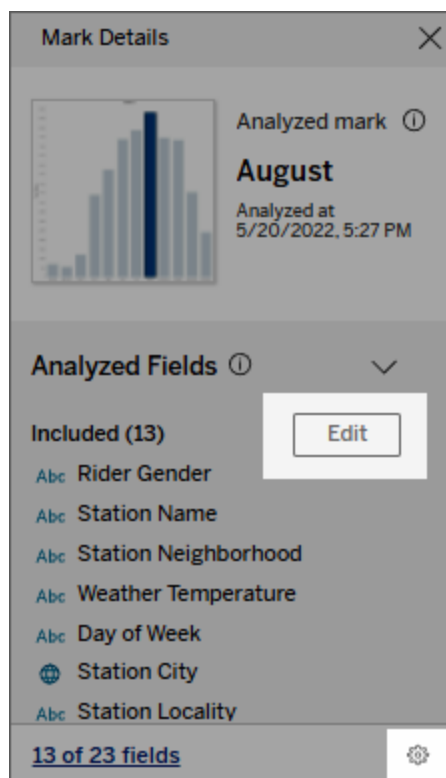 Mark Details
Analyzed mark
August
Analyzed at
5/20/2022, 5:27 PM
Analyzed Fields
Included (13)
Edit
Abc Rider Gender
Abc Station Name
Abc Station Neighborhood
Abc Weather Temperature
Abc Day of Week
Station City
Abc Station Locality
13 of 23 fields